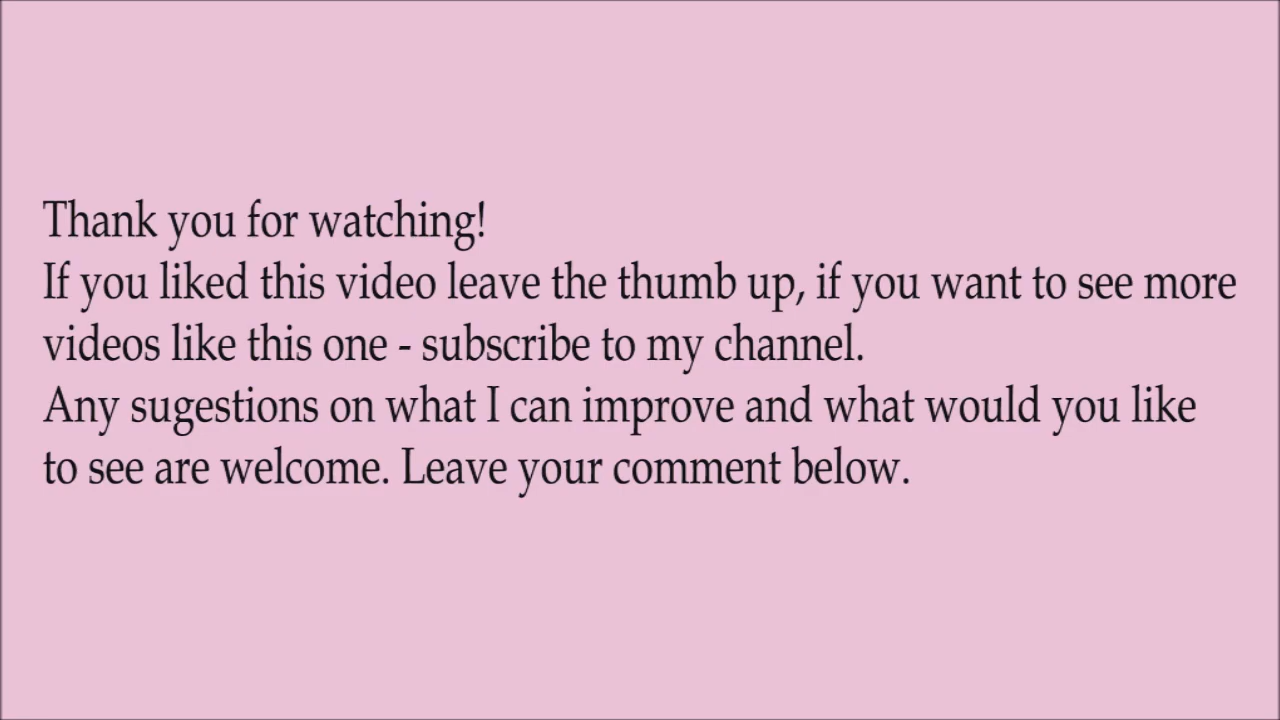 Thank you for watching!
If you liked this video leave the thumb up, if you want to see more
videos like this one - subscribe to my channel.
Any sugestions on what I can improve and what would you like
to see are welcome. Leave your comment below.